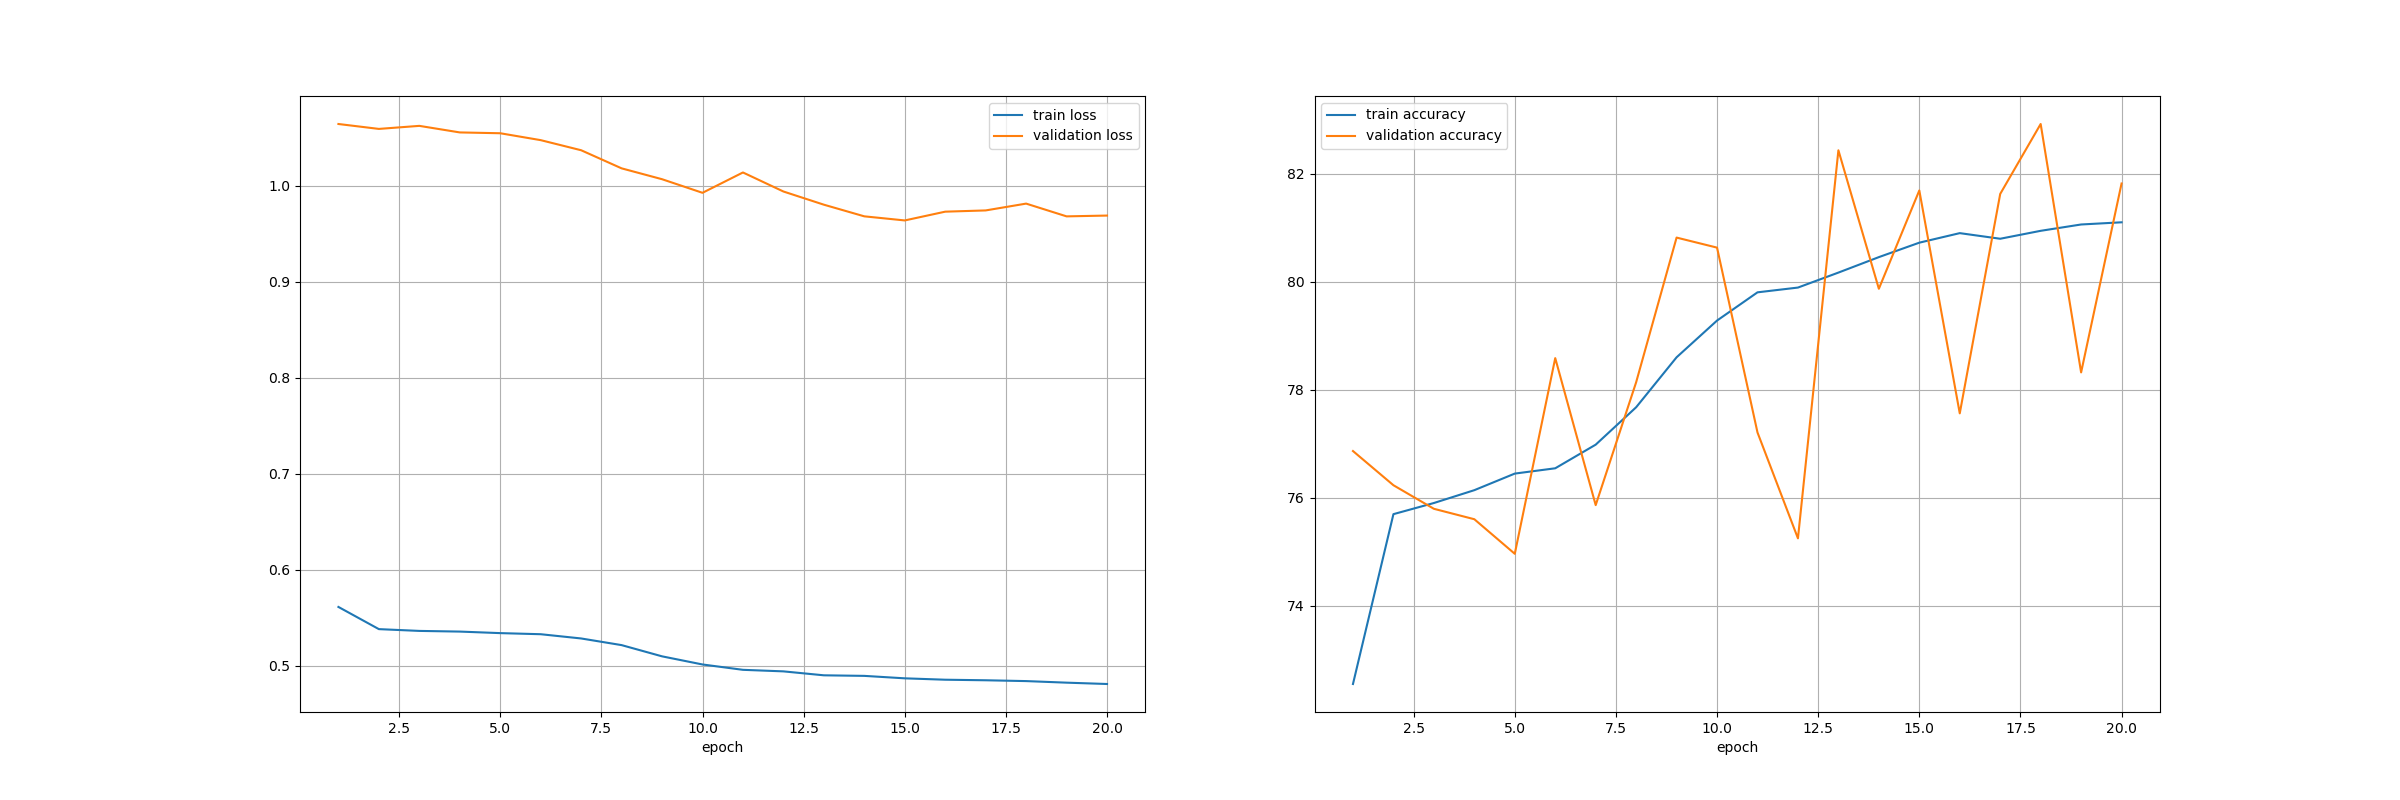 train loss
validation loss
1.0
0.9
0.8
0.7
0.6
0.5
2.5 5.0 7.5 10.0 12.5 15.0 17.5 20.0
epoch
train accuracy
validation accuracy
82
80
78
76
74
2.5 5.0 7.5 10.0 12.5 15.0 17.5 20.0
epoch